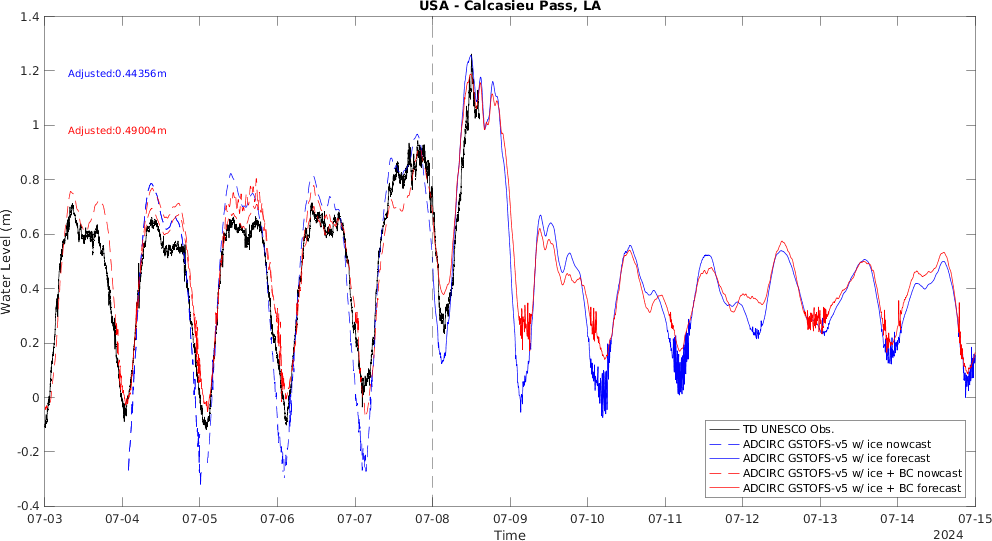 USA - Calcasieu Pass, LA
1.4
1.2
1
0.8
0.6
0.4
0.2
0
-0.2
-0.4
Water Level (m)
Adjusted:0.44356m
Adjusted:0.49004m
TD UNESCO Obs.
ADCIRC GSTOFS-v5 w/ ice nowcast
ADCIRC GSTOFS-v5 w/ ice forecast
ADCIRC GSTOFS-v5 w/ ice + BC nowcast
ADCIRC GSTOFS-v5 w/ ice + BC forecast
07-03 07-04 07-05 07-06 07-07 07-08 07-09 07-10 07-11 07-12 07-13 07-14 07-15
Time
2024